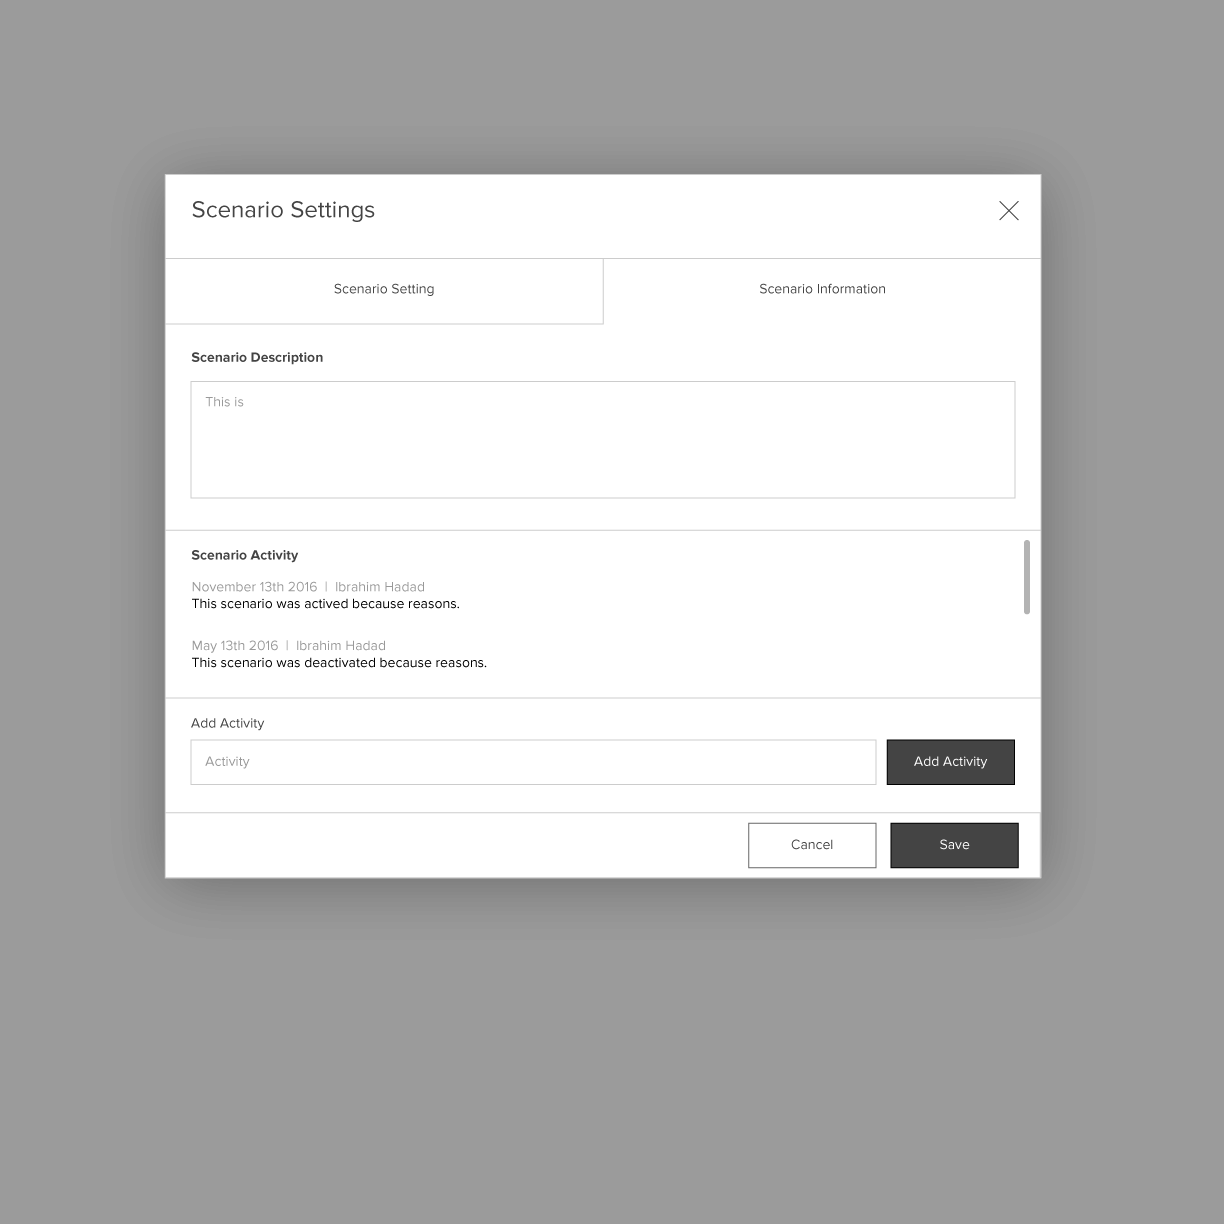 Scenario Settings
Scenario Setting
Scenario Information
Scenario Description
This is
Scenario Activity
November 13th 2016 | Ibrahim Hadad
This scenario was actived because reasons.
May 13th 2016 | Ibrahim Hadad
This scenario was deactivated because reasons.
Add Activity
Activity
Add Activity
Cancel
Save